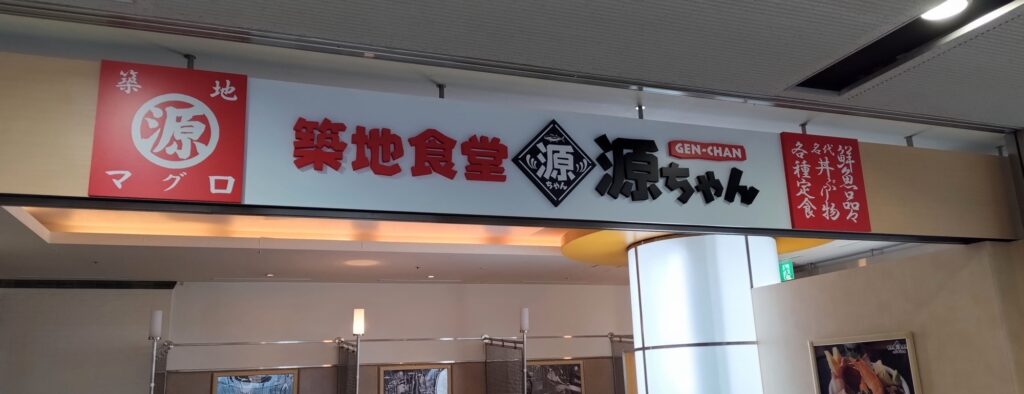 築地
源
マグロ
築地食堂
源
ちゃん
源ちゃん
GEN-CHAN
鮮魚品々
名代丼ぶり物
各種定食